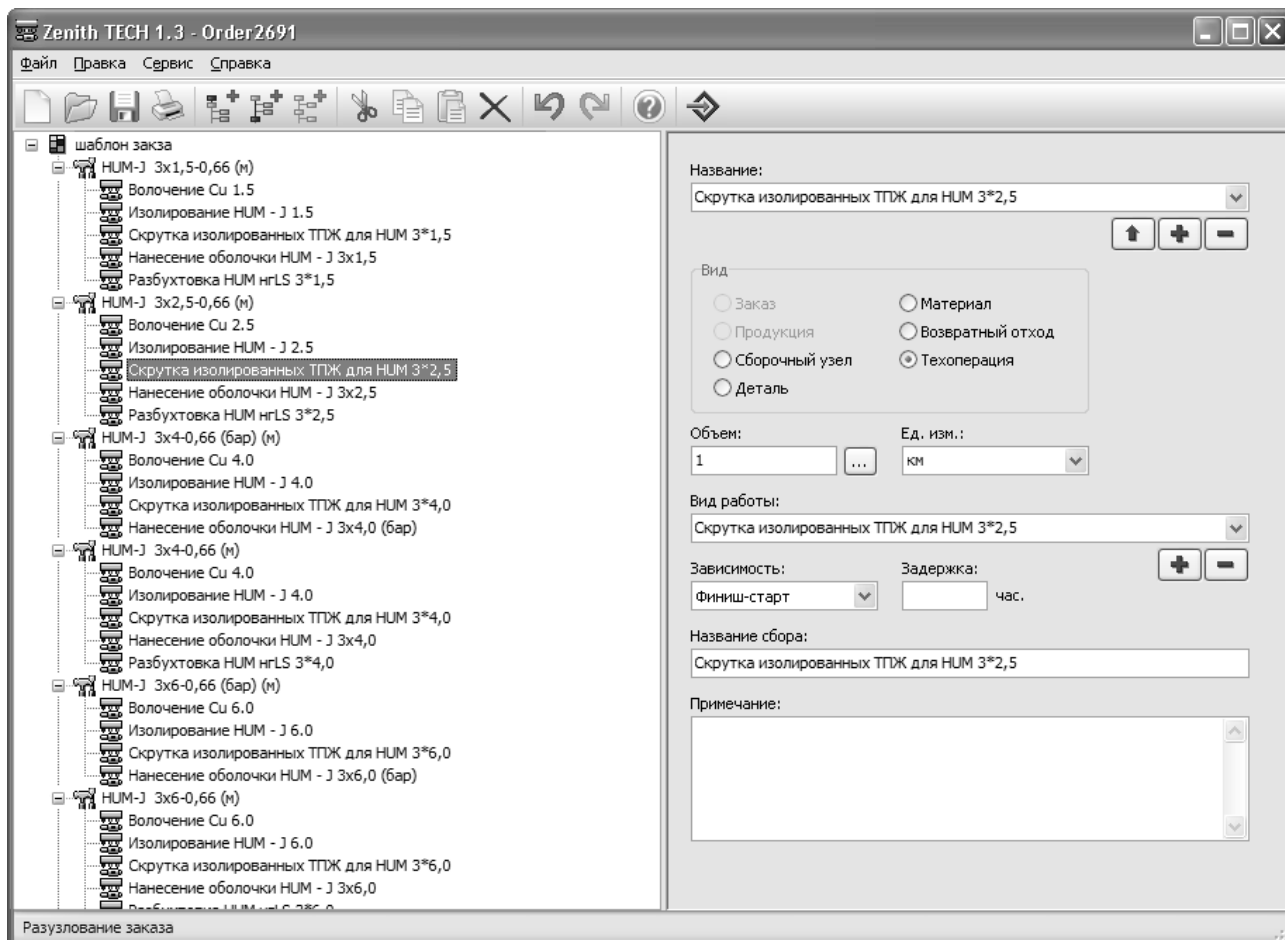 Zenith TECH 1.3 - Order2691
Файл Правка Сервис Справка
шаблон закза
HUM-J 3x1,5-0,66 (м)
Волочение Cu 1.5
Изолирование HUM - J 1.5
Скрутка изолированных ТПЖ для HUM 3*1,5
Нанесение оболочки HUM - J 3x1,5
Разбухтовка HUM нгLS 3*1,5
HUM-J 3x2,5-0,66 (м)
Волочение Cu 2.5
Изолирование HUM - J 2.5
Скрутка изолированных ТПЖ для HUM 3*2,5
Нанесение оболочки HUM - J 3x2,5
Разбухтовка HUM нгLS 3*2,5
HUM-J 3x4-0,66 (бар) (м)
Волочение Cu 4.0
Изолирование HUM - J 4.0
Скрутка изолированных ТПЖ для HUM 3*4,0
Нанесение оболочки HUM - J 3x4,0 (бар)
HUM-J 3x4-0,66 (м)
Волочение Cu 4.0
Изолирование HUM - J 4.0
Скрутка изолированных ТПЖ для HUM 3*4,0
Нанесение оболочки HUM - J 3x4,0
Разбухтовка HUM нгLS 3*4,0
HUM-J 3x6-0,66 (бар) (м)
Волочение Cu 6.0
Изолирование HUM - J 6.0
Скрутка изолированных ТПЖ для HUM 3*6,0
Нанесение оболочки HUM - J 3x6,0 (бар)
HUM-J 3x6-0,66 (м)
Волочение Cu 6.0
Изолирование HUM - J 6.0
Скрутка изолированных ТПЖ для HUM 3*6,0
Нанесение оболочки HUM - J 3x6,0
Название:
Скрутка изолированных ТПЖ для HUM 3*2,5
Вид
Заказ
Материал
Продукция
Возвратный отход
Сборочный узел
Техоперация
Деталь
Объем:
Ед. изм.:
1
...
км
Вид работы:
Скрутка изолированных ТПЖ для HUM 3*2,5
Зависимость:
Задержка:
Финиш-старт
час.
Название сбора:
Скрутка изолированных ТПЖ для HUM 3*2,5
Примечание:
Разузлование заказа